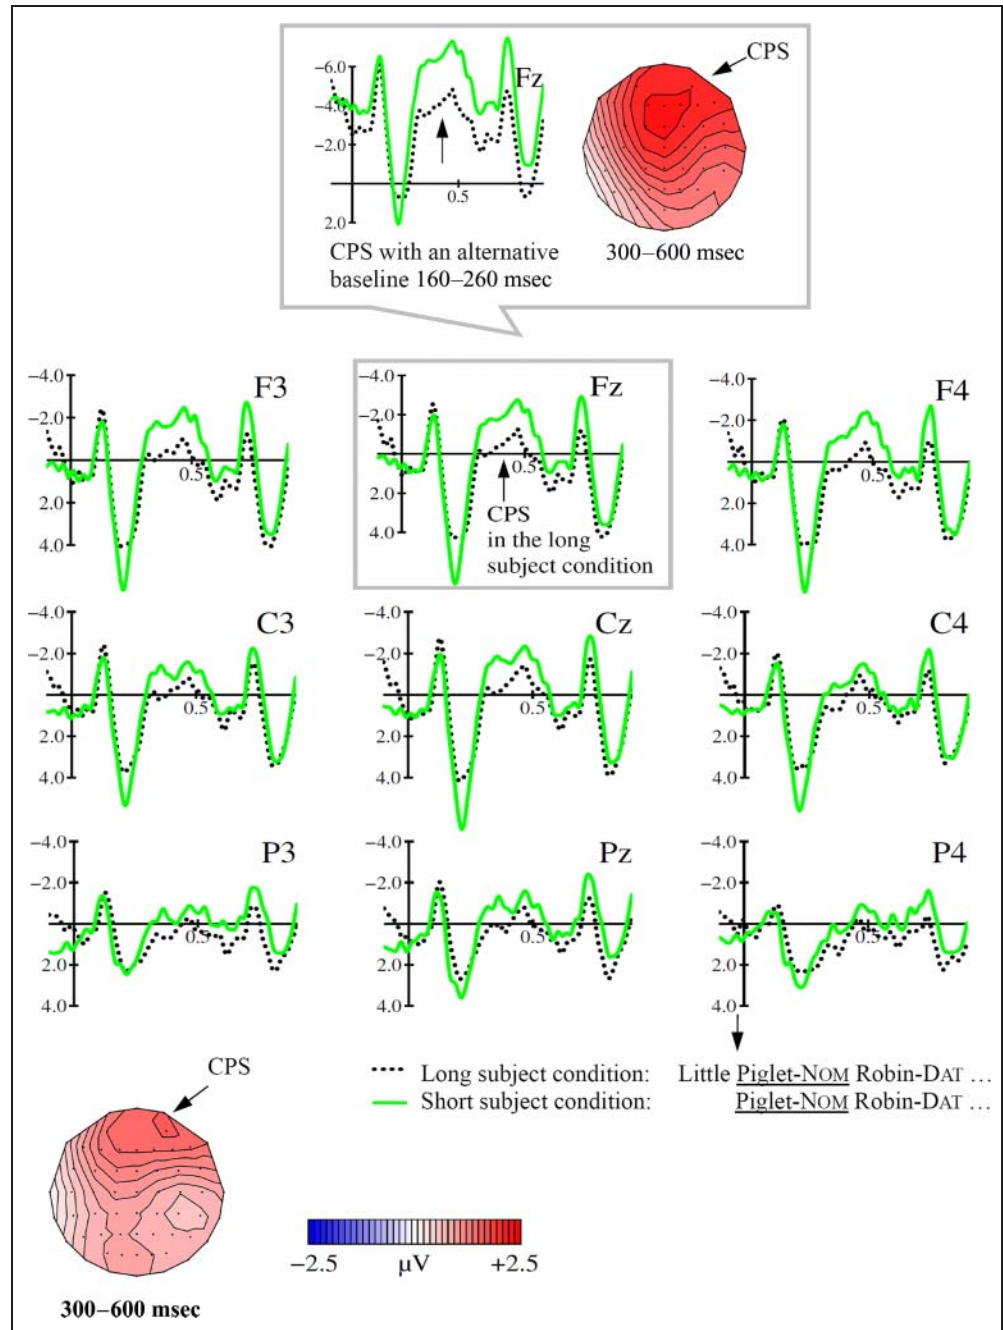 CPS
−6.0
Fz
−4.0
−2.0
0.5
2.0
CPS with an alternative
baseline 160–260 msec
300–600 msec
−4.0 F3
−2.0
0.5
2.0
4.0
−4.0 Fz
−2.0
0.5
2.0
4.0
CPS
in the long
subject condition
−4.0 F4
−2.0
0.5
2.0
4.0
−4.0 C3
−2.0
0.5
2.0
4.0
−4.0 Cz
−2.0
0.5
2.0
4.0
−4.0 C4
−2.0
0.5
2.0
4.0
−4.0 P3
−2.0
0.5
2.0
4.0
−4.0 Pz
−2.0
0.5
2.0
4.0
−4.0 P4
−2.0
0.5
2.0
4.0
Long subject condition: Little Piglet-NOM Robin-DAT ...
Short subject condition: Piglet-NOM Robin-DAT ...
CPS
300–600 msec
−2.5 μV +2.5